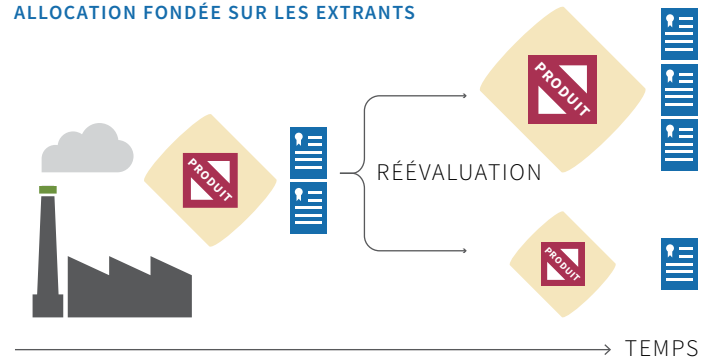 ALLOCATION FONDÉE SUR LES EXTRANTS
PRODUIT
PRODUIT
RÉÉVALUATION
PRODUIT
TEMPS